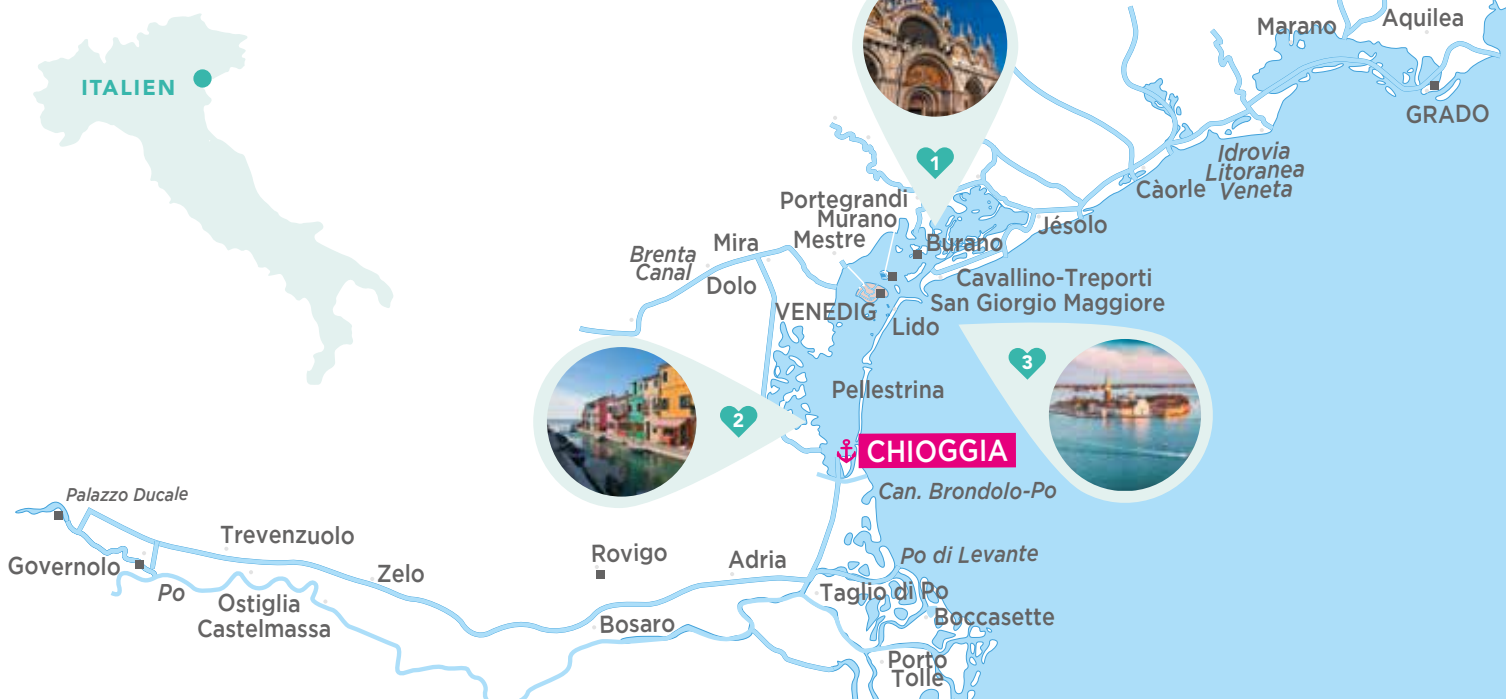 ITALIEN
Marano
Aquilea
GRADO
1
Idrovia
Litoranea
Veneta
Càorle
Portegrandi
Murano
Mestre
Jésolo
Burano
Mira
Brenta
Canal
Dolo
Cavallino-Treporti
San Giorgio Maggiore
VENEDIG
Lido
3
Pellestrina
2
CHIOGGIA
Can. Brondolo-Po
Palazzo Ducale
Trevenzuolo
Governolo
Po
Zelo
Ostiglia
Castelmassa
Rovigo
Adria
Po di Levante
Taglio di Po
Boccasette
Bosaro
Porto
Tolle